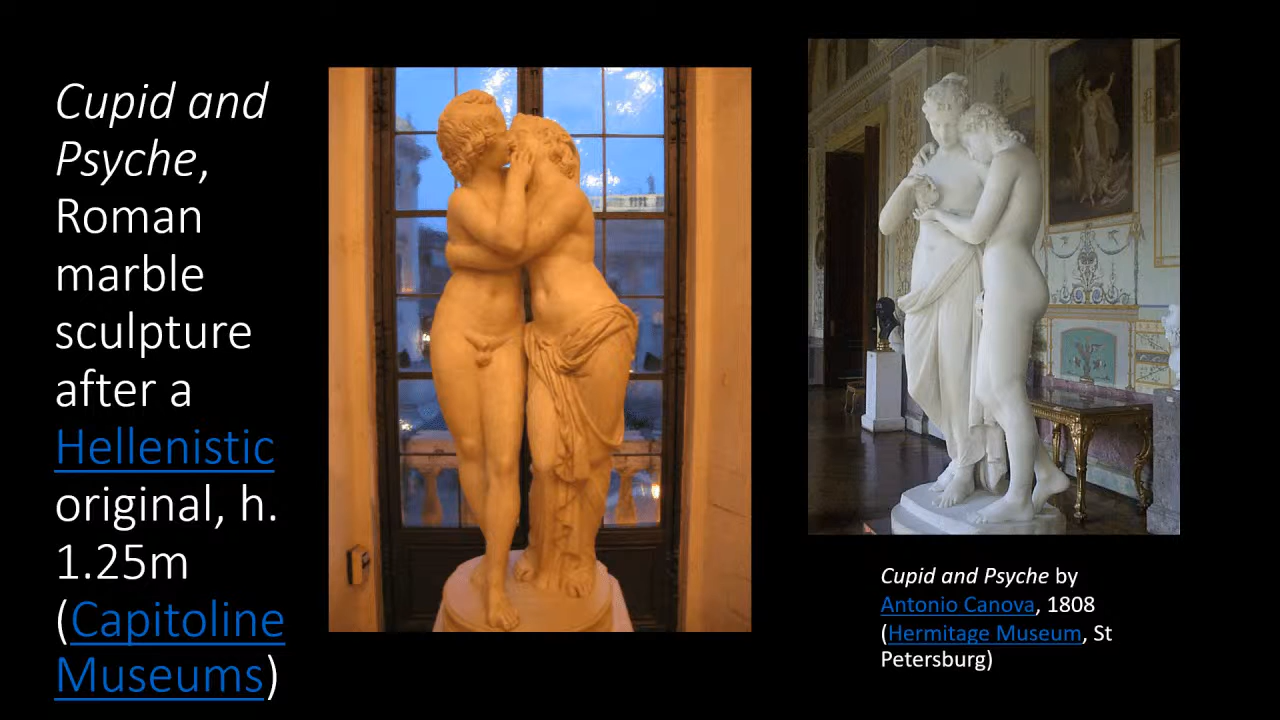 Cupid and
Psyche,
Roman
marble
sculpture
after a
Hellenistic
original, h.
1.25m
(Capitoline
Museums)
Cupid and Psyche by
Antonio Canova, 1808
(Hermitage Museum, St
Petersburg)